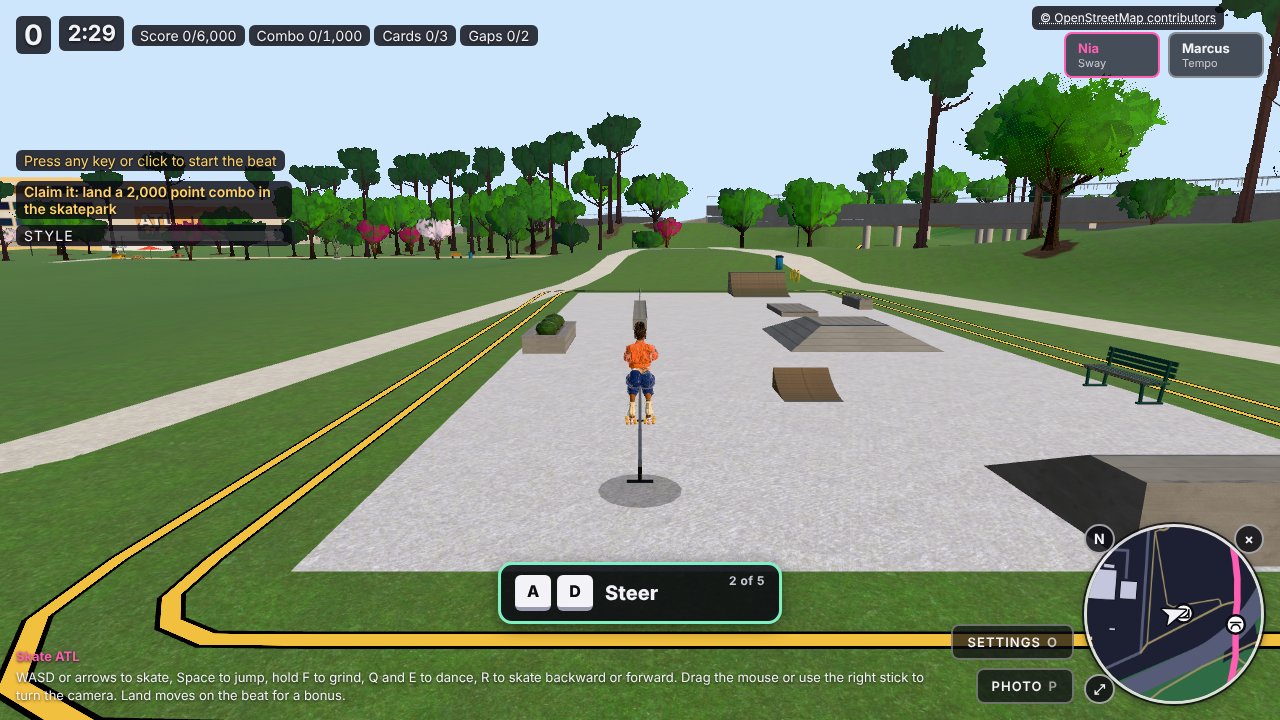 0
2:29
Score 0/6,000
Combo 0/1,000
Cards 0/3
Gaps 0/2
© OpenStreetMap contributors
Nia
Sway
Marcus
Tempo
Press any key or click to start the beat
Claim it: land a 2,000 point combo in
the skatepark
STYLE
A D Steer
2 of 5
N
×
SETTINGS O
PHOTO P
Skate ATL
WASD or arrows to skate, Space to jump, hold F to grind, Q and E to dance, R to skate backward or forward. Drag the mouse or use the right stick to
turn the camera. Land moves on the beat for a bonus.